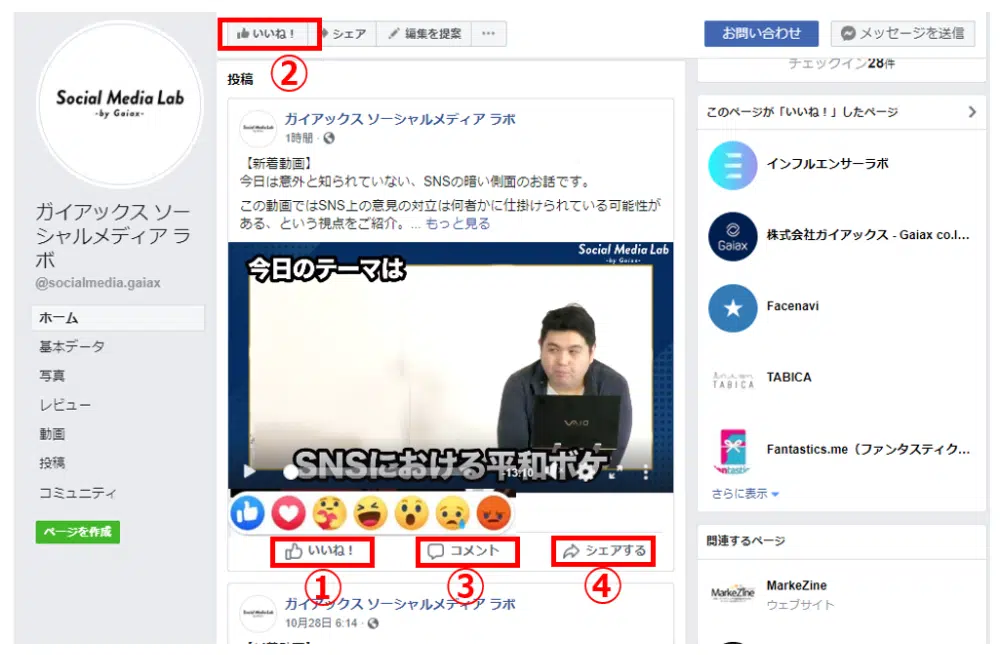 Social Media Lab
-by Gaiax-
ガイアックス ソー
シャルメディア ラ
ボ
@socialmedia.gaiax
ホーム
基本データ
写真
レビュー
動画
投稿
コミュニティ
ページを作成
いいね！
シェア
編集を提案
②
お問い合わせ
メッセージを送信
投稿
ガイアックス ソーシャルメディア ラボ
1時間
【新着動画】
今日は意外と知られていない、SNSの暗い側面のお話です。
この動画ではSNS上の意見の対立は何者かに仕掛けられている可能性が
ある、という視点をご紹介。... もっと見る
Social Media Lab
-by Gaiax-
今日のテーマは
VAIO
SNSにおける平和ボケ
-13:10
いいね！
コメント
シェアする
①
③
④
ガイアックス ソーシャルメディア ラボ
10月28日 6:14
チェックイン28件
このページが「いいね！」したページ
インフルエンサーラボ
Gaiax
株式会社ガイアックス - Gaiax co.l...
Facenavi
TABICA
TABICA
Fantastics.me（ファンタスティク...
さらに表示
関連するページ
MarkeZine
MarkeZine
ウェブサイト